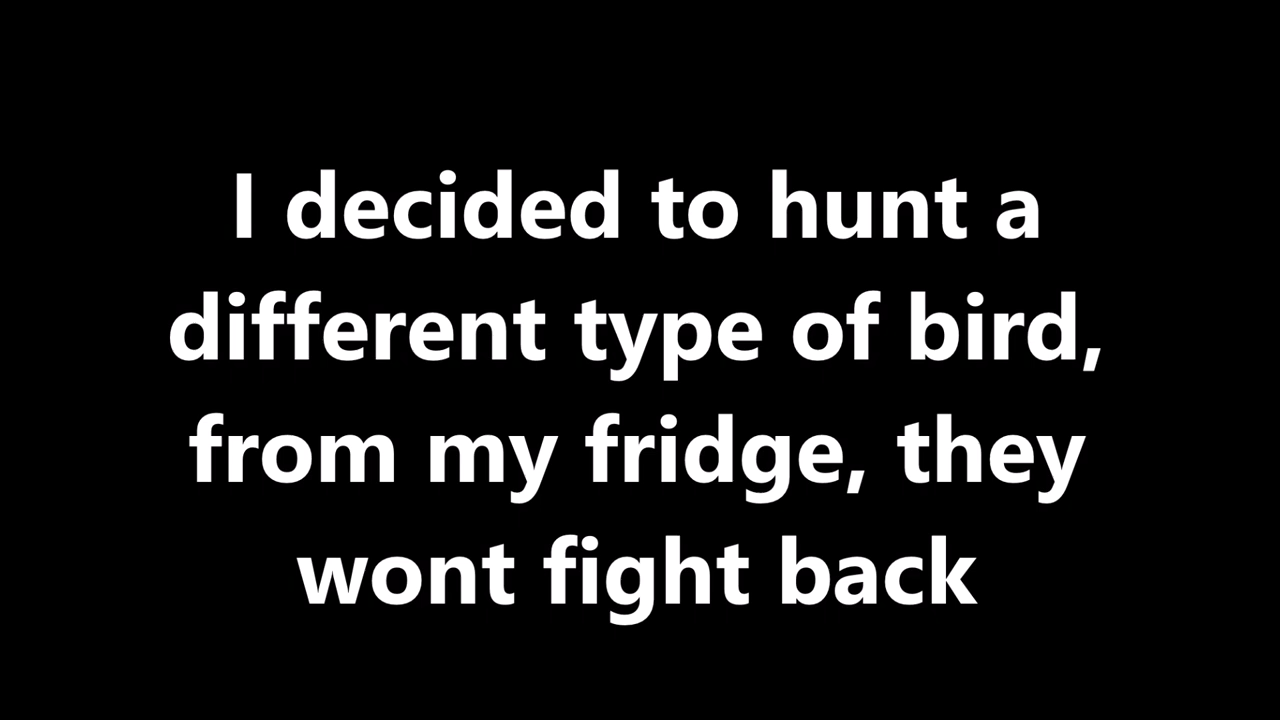 I decided to hunt a
different type of bird,
from my fridge, they
wont fight back